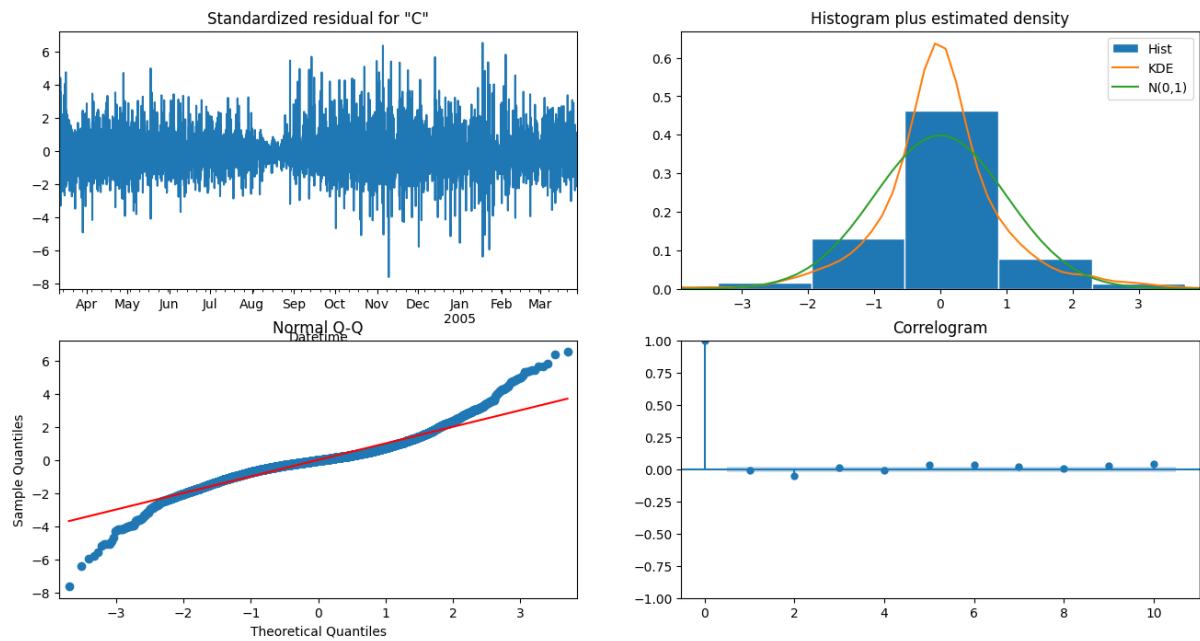 Standardized residual for "C"
6
4
2
0
−2
−4
−6
−8
Apr May Jun Jul Aug Sep Oct Nov Dec Jan Feb Mar
2005
Datetime
Histogram plus estimated density
Hist
KDE
N(0,1)
0.6
0.5
0.4
0.3
0.2
0.1
0.0
−3 −2 −1 0 1 2 3
Normal Q-Q
Sample Quantiles
6
4
2
0
−2
−4
−6
−8
−3 −2 −1 0 1 2 3
Theoretical Quantiles
Correlogram
1.00
0.75
0.50
0.25
0.00
−0.25
−0.50
−0.75
−1.00
0 2 4 6 8 10